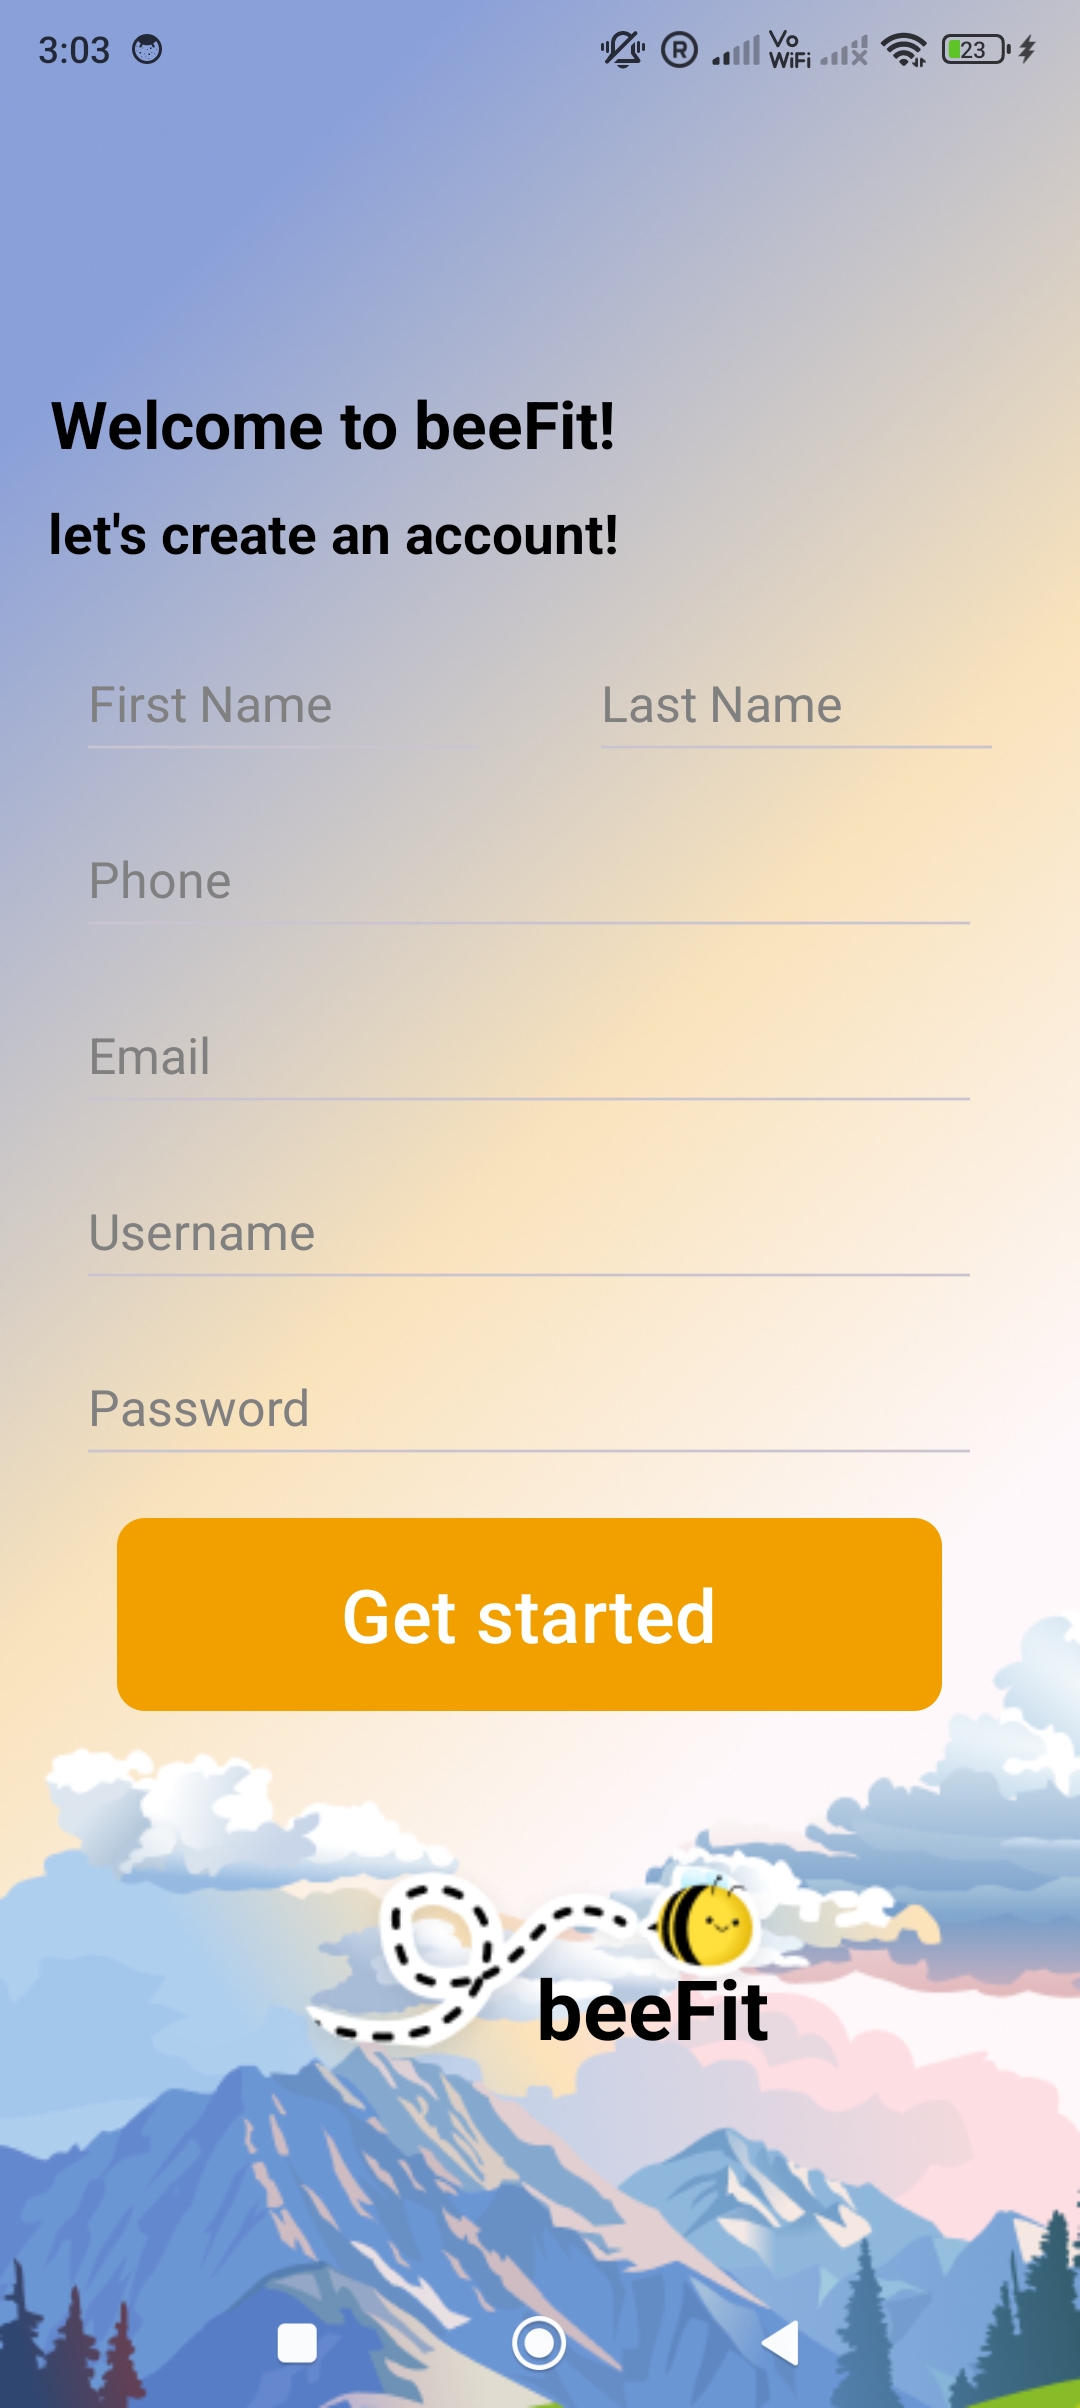 3:03
R
Vo
WiFi
23
Welcome to beeFit!
let's create an account!
First Name
Last Name
Phone
Email
Username
Password
Get started
beeFit